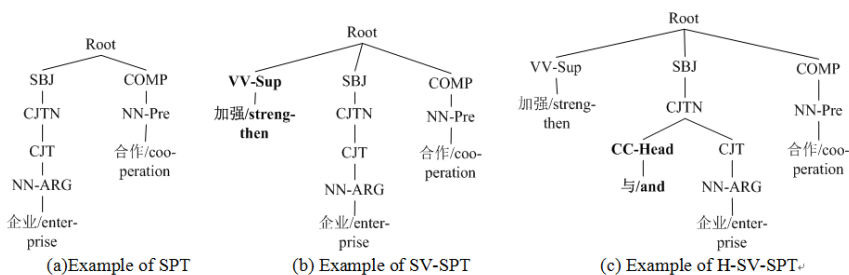 Root
SBJ
COMP
CJTN
NN-Pre
CJT
合作/coo-
peration
NN-ARG
企业/enter-
prise
(a)Example of SPT
Root
VV-Sup
SBJ
COMP
加强/streng-
then
CJTN
NN-Pre
CJT
合作/coo-
peration
NN-ARG
企业/enter-
prise
(b) Example of SV-SPT
Root
VV-Sup
SBJ
COMP
加强/streng-
then
CJTN
NN-Pre
CC-Head
CJT
合作/coo-
peration
与/and
NN-ARG
企业/enter-
prise
(c) Example of H-SV-SPT↵